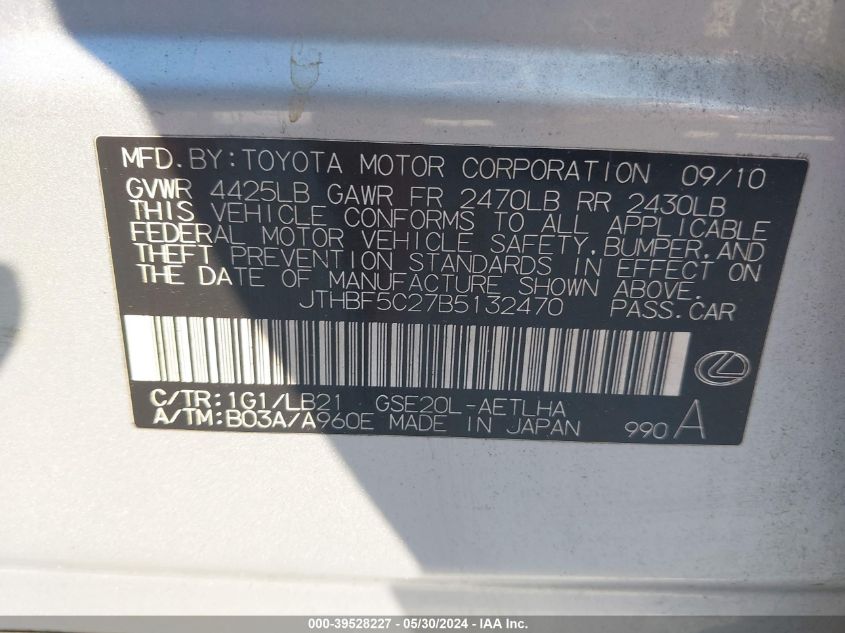 MFD. BY: TOYOTA MOTOR CORPORATION 09/10
GVWR 4425LB GAWR FR 2470LB RR 2430LB
THIS VEHICLE CONFORMS TO ALL APPLICABLE
FEDERAL MOTOR VEHICLE SAFETY, BUMPER, AND
THEFT PREVENTION STANDARDS IN EFFECT ON
THE DATE OF MANUFACTURE SHOWN ABOVE.
JTHBF5C27B5132470 PASS. CAR
C/TR: 1G1/LB21 GSE20L-AETLHA
A/TM: B03A/A960E MADE IN JAPAN 990 A
000-39528227 - 05/30/2024 - IAA Inc.